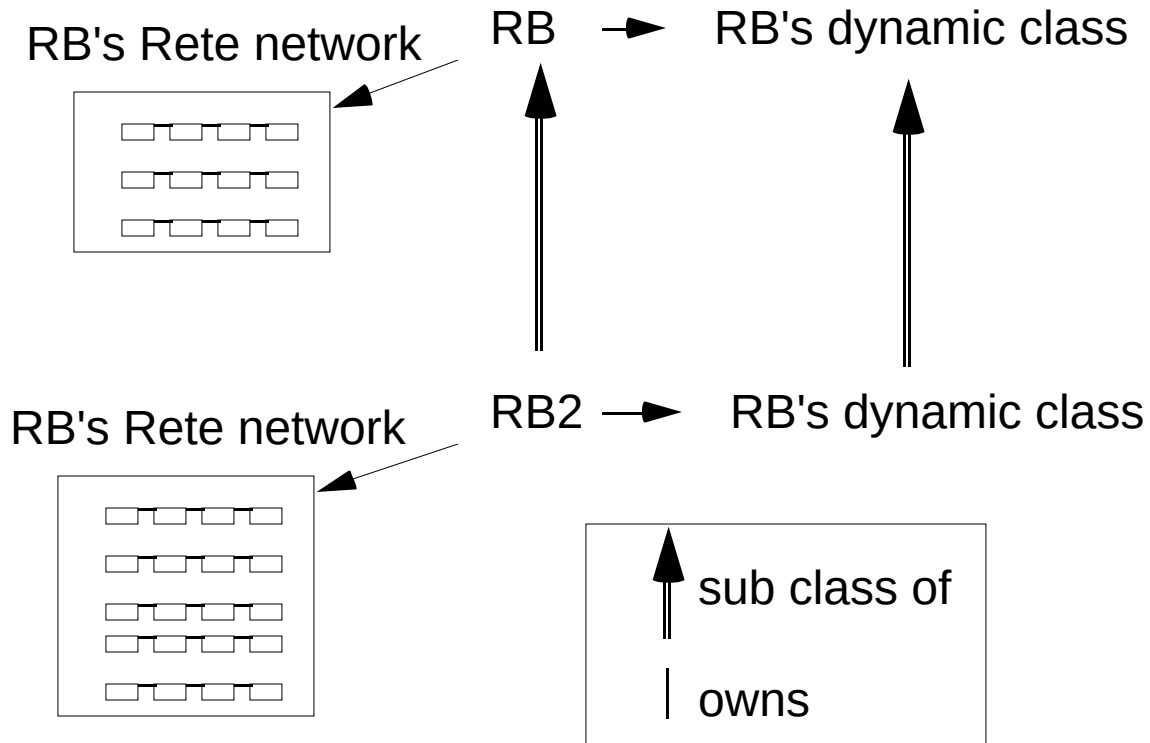 RB's Rete network
RB
RB's dynamic class
RB's Rete network
RB2
RB's dynamic class
sub class of
owns